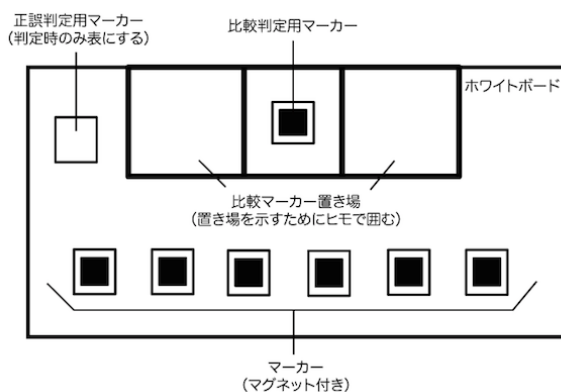 正誤判定用マーカー
(判定時のみ表にする)
比較判定用マーカー
ホワイトボード
比較マーカー置き場
(置き場を示すためにヒモで囲む)
マーカー
(マグネット付き)